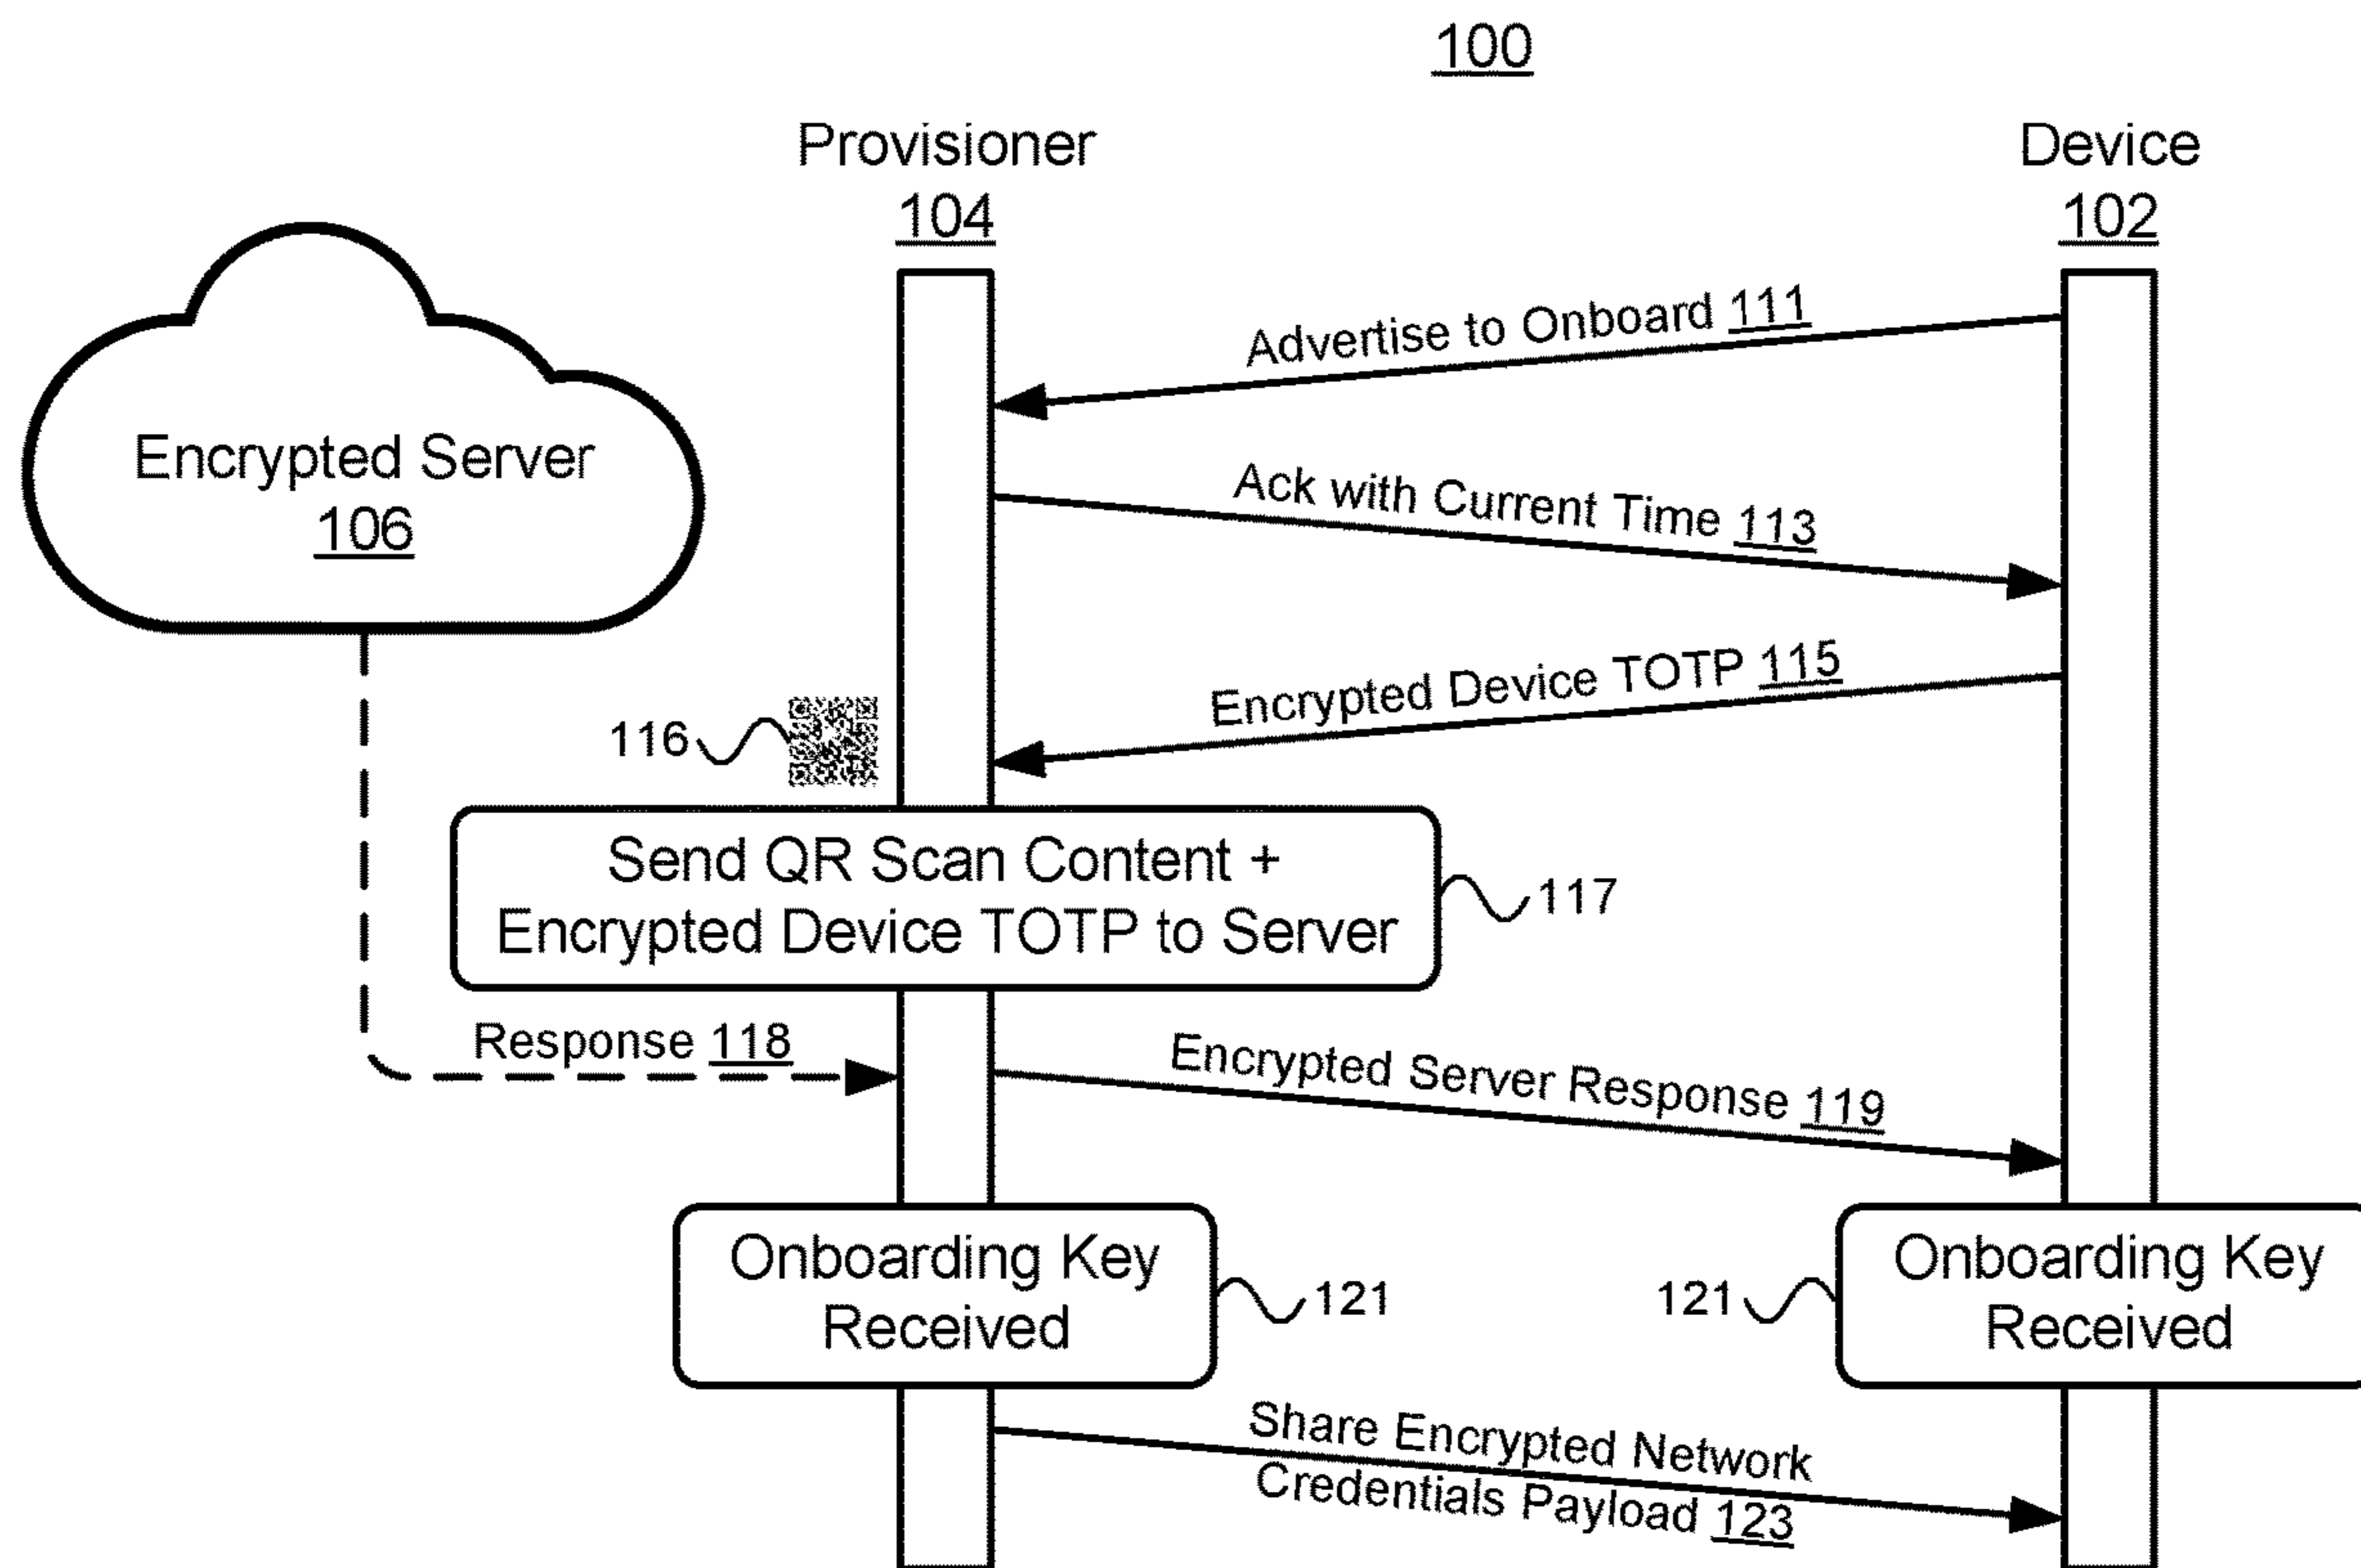 100
Provisioner
104
Device
102
Advertise to Onboard 111
Encrypted Server
106
Ack with Current Time 113
Encrypted Device TOTP 115
116
Send QR Scan Content +
Encrypted Device TOTP to Server
117
Response 118
Encrypted Server Response 119
Onboarding Key
Received
121
121
Onboarding Key
Received
Share Encrypted Network
Credentials Payload 123